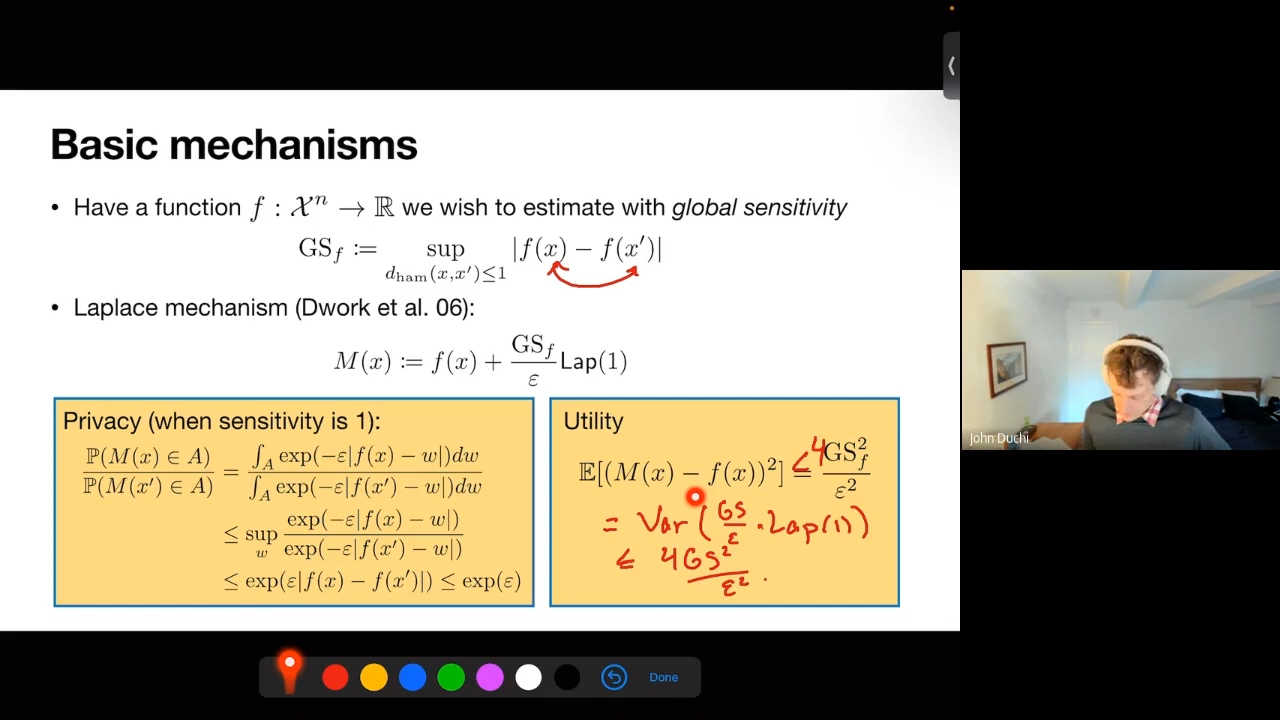 Basic mechanisms
• Have a function f : 𝒳ⁿ → ℝ we wish to estimate with global sensitivity
GS_f := sup_{d_ham(x,x′)≤1} |f(x) − f(x′)|
• Laplace mechanism (Dwork et al. 06):
M(x) := f(x) + GS_f/ε Lap(1)
Privacy (when sensitivity is 1):
ℙ(M(x) ∈ A)/ℙ(M(x′) ∈ A) = ∫_A exp(−ε|f(x) − w|)dw / ∫_A exp(−ε|f(x′) − w|)dw
≤ sup_w exp(−ε|f(x) − w|)/exp(−ε|f(x′) − w|)
≤ exp(ε|f(x) − f(x′)|) ≤ exp(ε)
Utility
𝔼[(M(x) − f(x))²] ≤ 4 GS_f²/ε²
= Var(GS/ε · Lap(1))
≤ 4GS²/ε².
John Duchi
Done